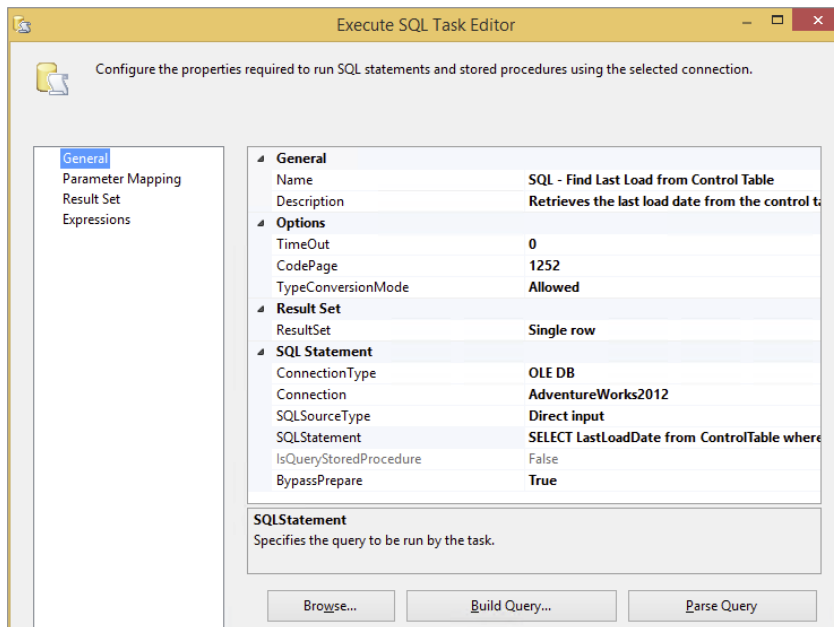 Execute SQL Task Editor
Configure the properties required to run SQL statements and stored procedures using the selected connection.
General
Parameter Mapping
Result Set
Expressions
General
Name SQL - Find Last Load from Control Table
Description Retrieves the last load date from the control
Options
TimeOut 0
CodePage 1252
TypeConversionMode Allowed
Result Set
ResultSet Single row
SQL Statement
ConnectionType OLE DB
Connection AdventureWorks2012
SQLSourceType Direct input
SQLStatement SELECT LastLoadDate from ControlTable where
IsQueryStoredProcedure False
BypassPrepare True
SQLStatement
Specifies the query to be run by the task.
Browse...
Build Query...
Parse Query